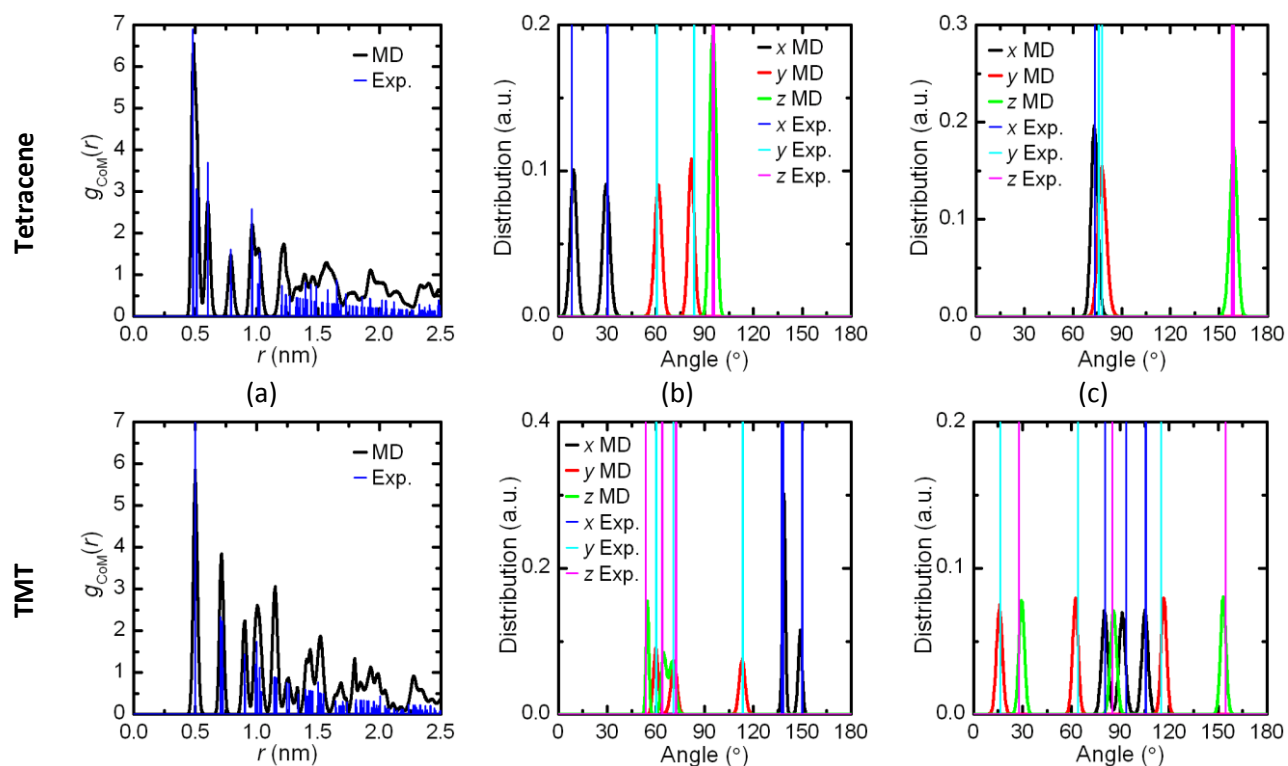 Tetracene
g_CoM(r)
7
6
5
4
3
2
1
0
MD
Exp.
0.0 0.5 1.0 1.5 2.0 2.5
r (nm)
(a)
Distribution (a.u.)
0.2
0.1
0.0
x MD
y MD
z MD
x Exp.
y Exp.
z Exp.
0 30 60 90 120 150 180
Angle (°)
(b)
Distribution (a.u.)
0.3
0.2
0.1
0.0
x MD
y MD
z MD
x Exp.
y Exp.
z Exp.
0 30 60 90 120 150 180
Angle (°)
(c)
TMT
g_CoM(r)
7
6
5
4
3
2
1
0
MD
Exp.
0.0 0.5 1.0 1.5 2.0 2.5
r (nm)
Distribution (a.u.)
0.4
0.2
0.0
x MD
y MD
z MD
x Exp.
y Exp.
z Exp.
0 30 60 90 120 150 180
Angle (°)
Distribution (a.u.)
0.2
0.1
0.0
0 30 60 90 120 150 180
Angle (°)